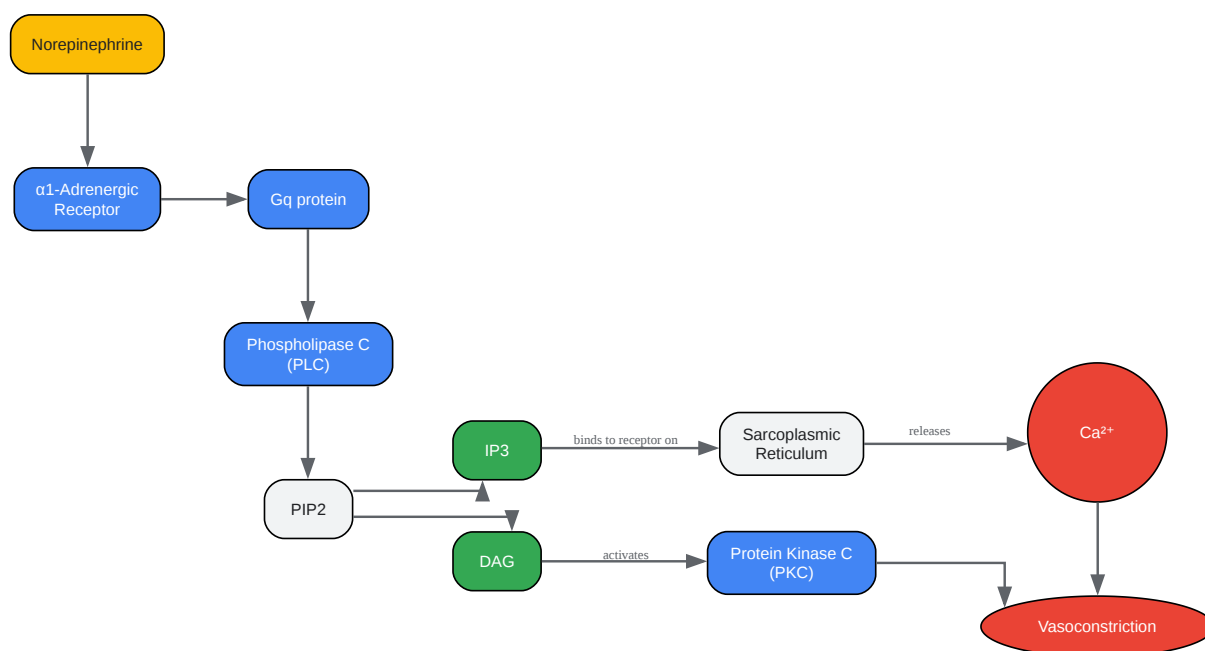 Norepinephrine
α1-Adrenergic
Receptor
Gq protein
Phospholipase C
(PLC)
PIP2
IP3
binds to receptor on
Sarcoplasmic
Reticulum
releases
Ca²⁺
DAG
activates
Protein Kinase C
(PKC)
Vasoconstriction